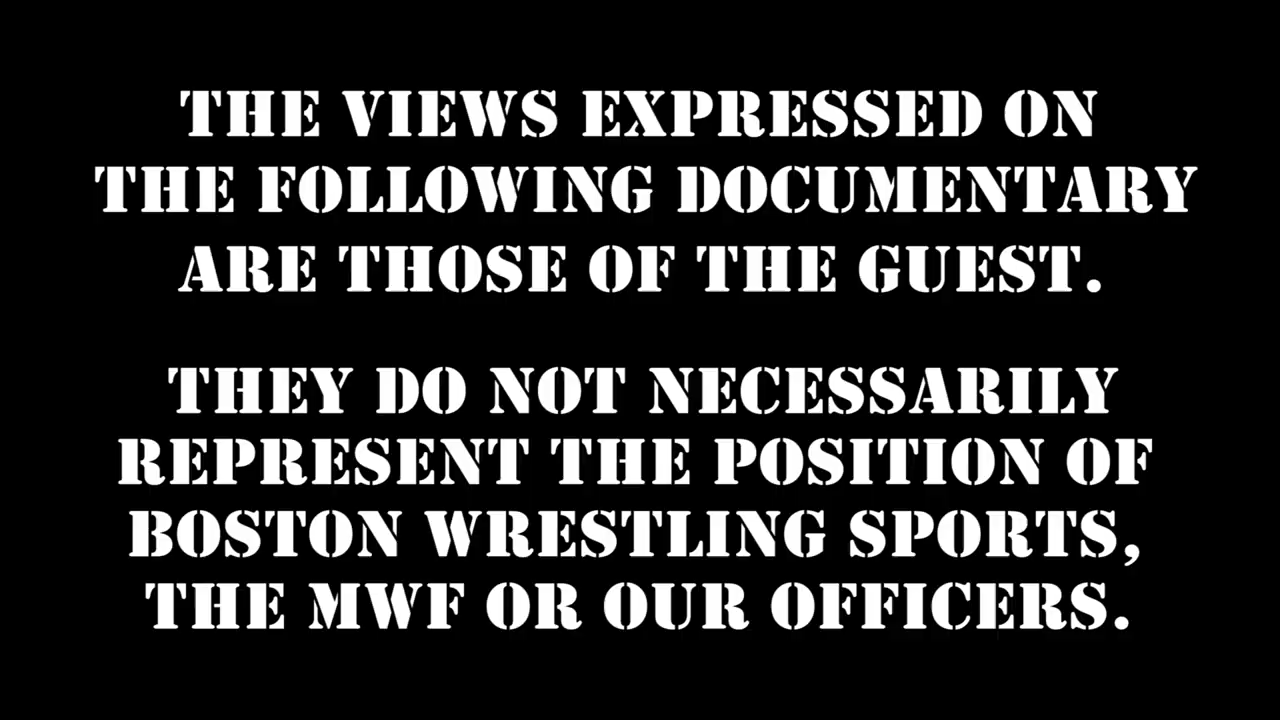 THE VIEWS EXPRESSED ON
THE FOLLOWING DOCUMENTARY
ARE THOSE OF THE GUEST.
THEY DO NOT NECESSARILY
REPRESENT THE POSITION OF
BOSTON WRESTLING SPORTS,
THE MWF OR OUR OFFICERS.